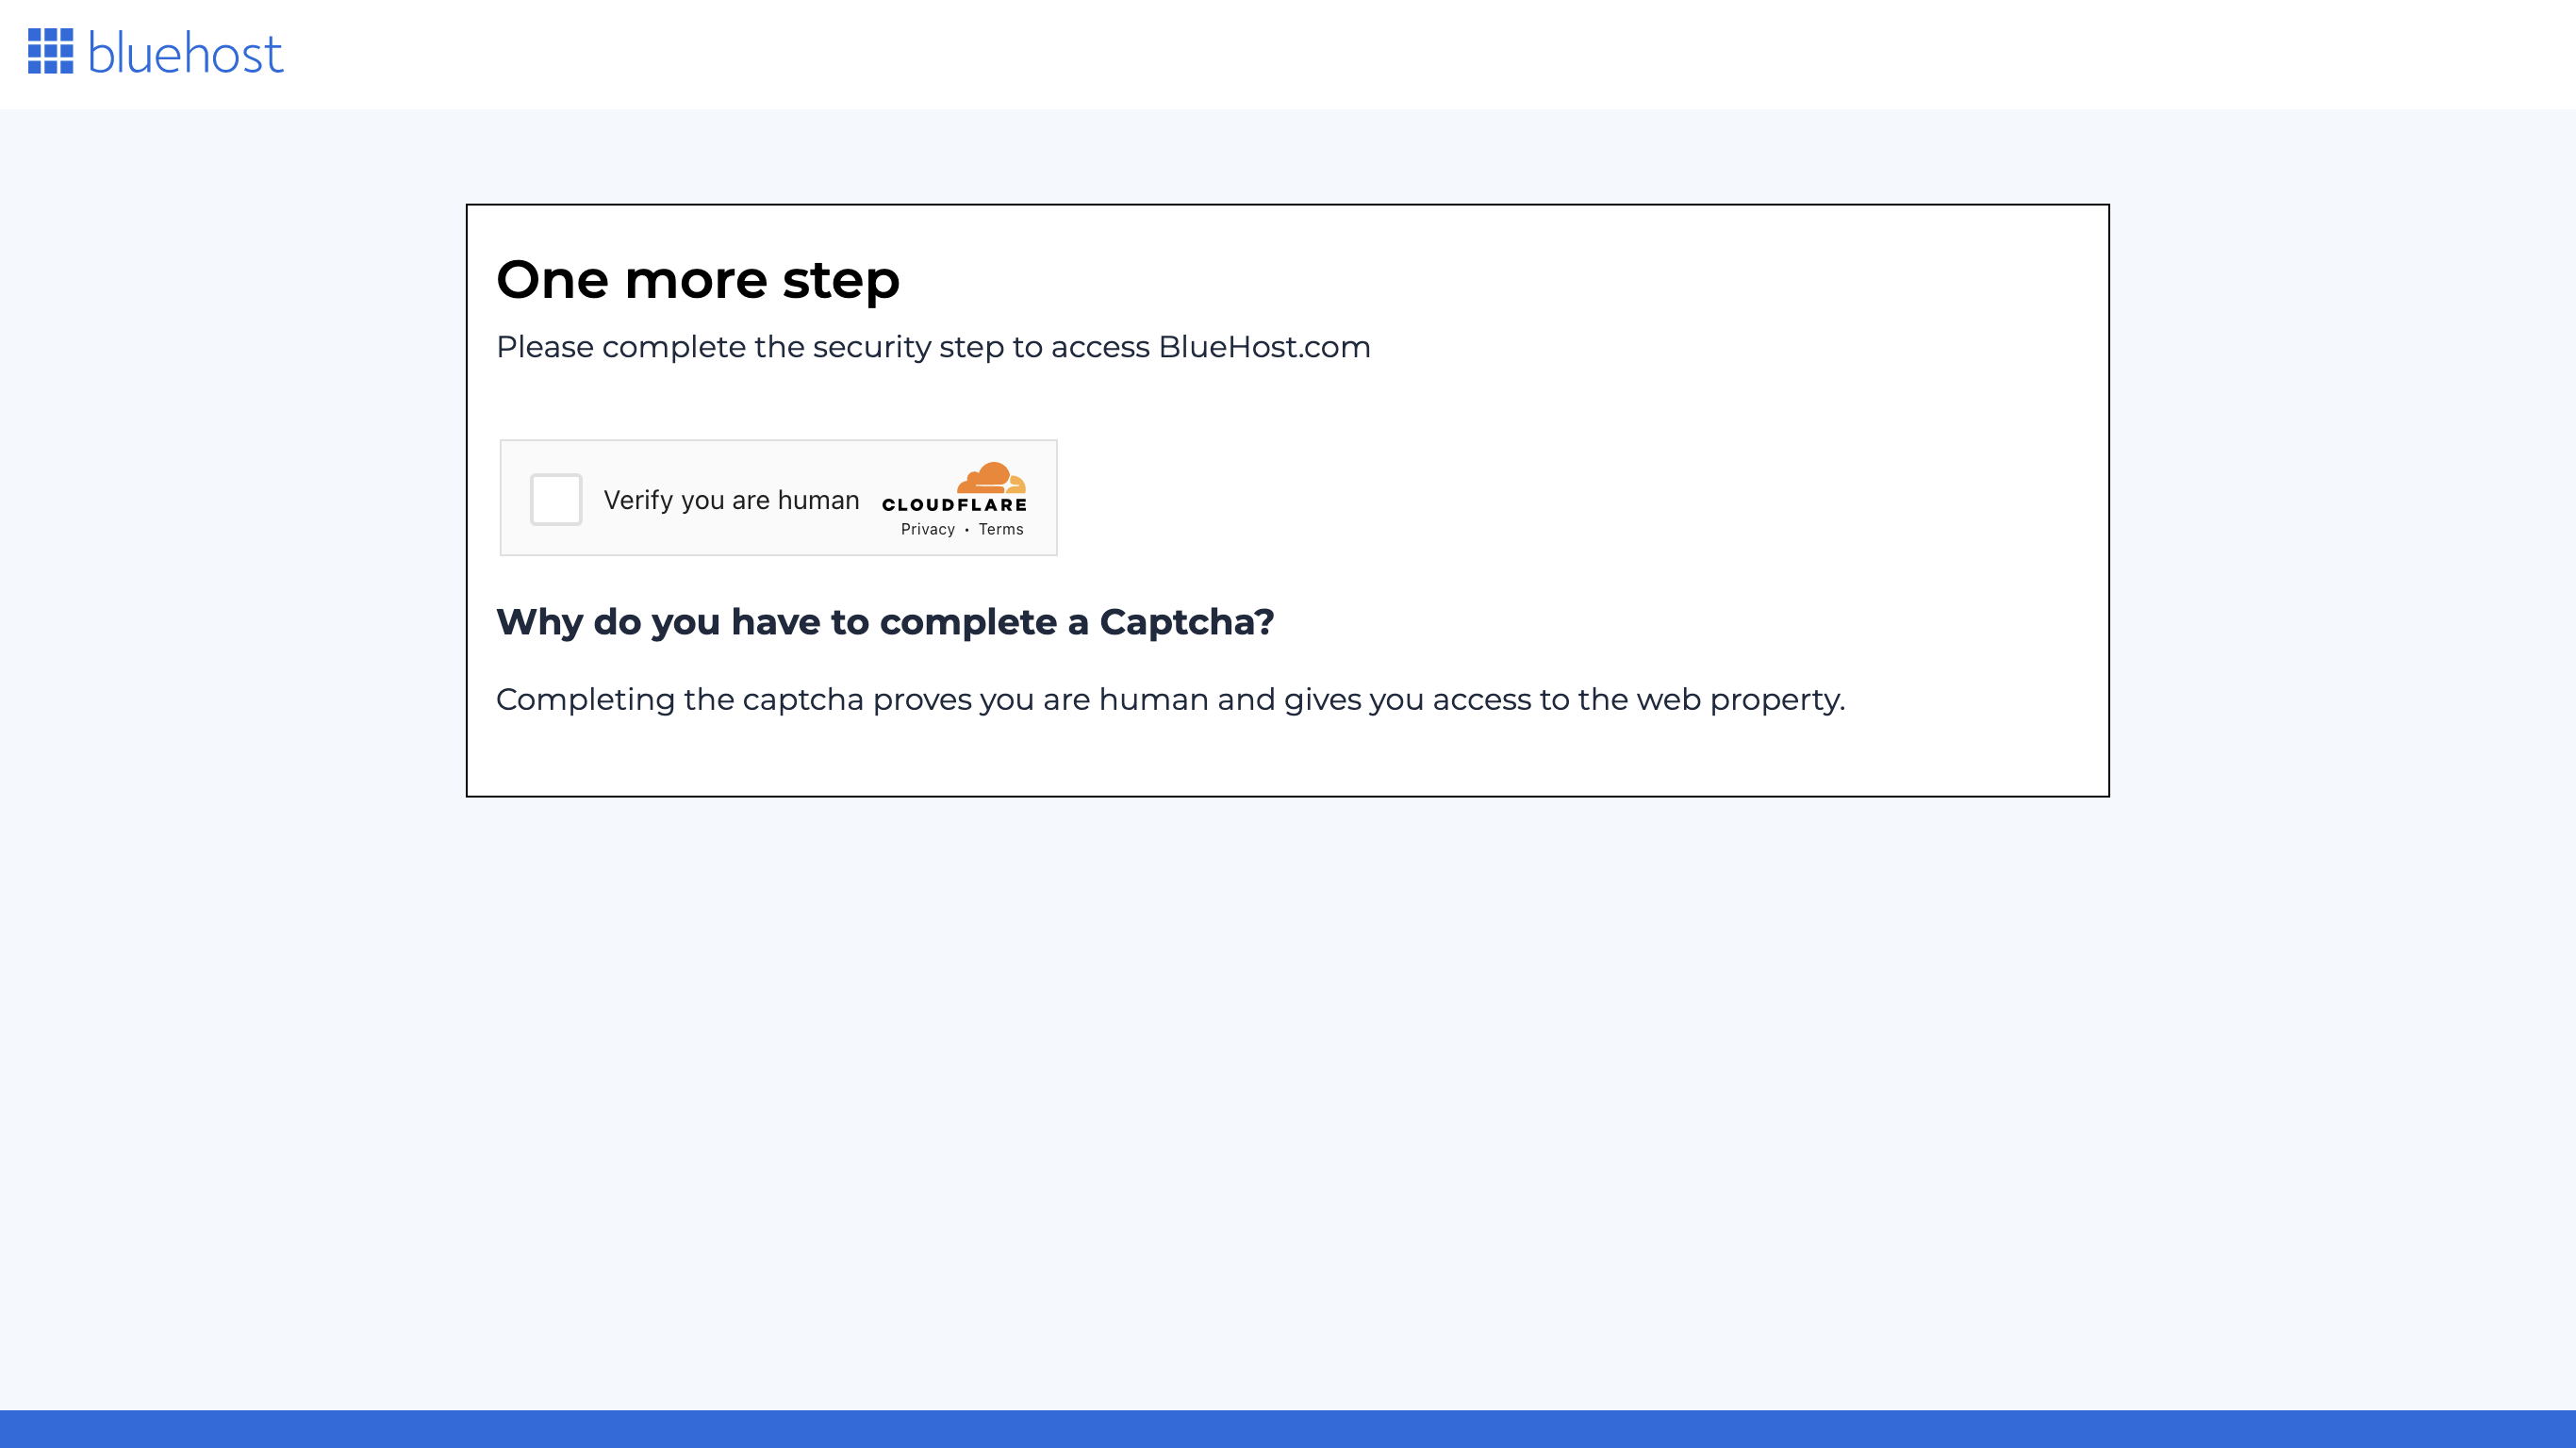 bluehost
One more step
Please complete the security step to access BlueHost.com
Verify you are human
CLOUDFLARE
Privacy • Terms
Why do you have to complete a Captcha?
Completing the captcha proves you are human and gives you access to the web property.